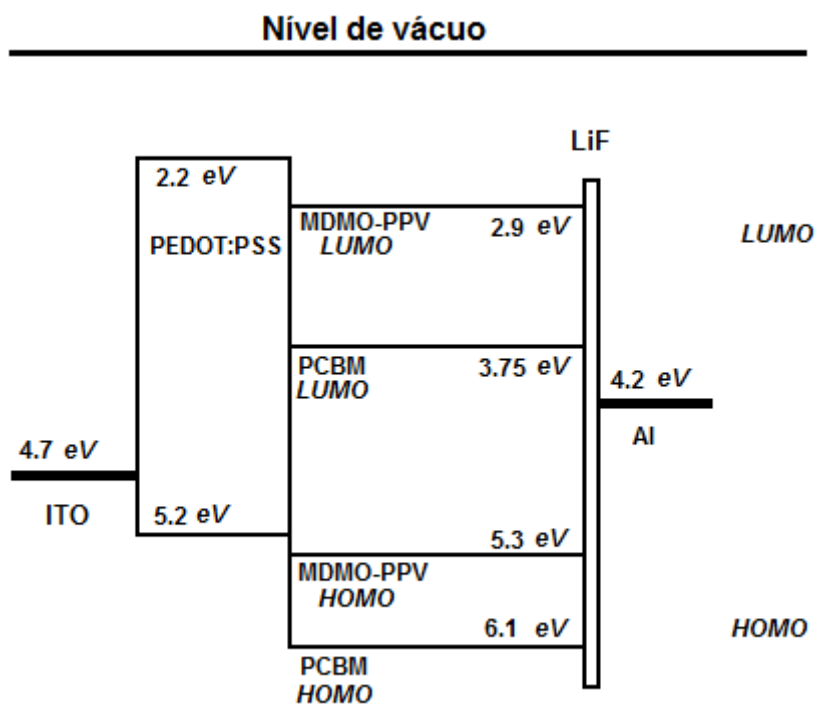 Nível de vácuo
LiF
2.2 eV
MDMO-PPV 2.9 eV
LUMO
LUMO
PEDOT:PSS
PCBM 3.75 eV
LUMO
4.2 eV
Al
4.7 eV
ITO
5.2 eV
5.3 eV
MDMO-PPV
HOMO
6.1 eV
HOMO
PCBM
HOMO